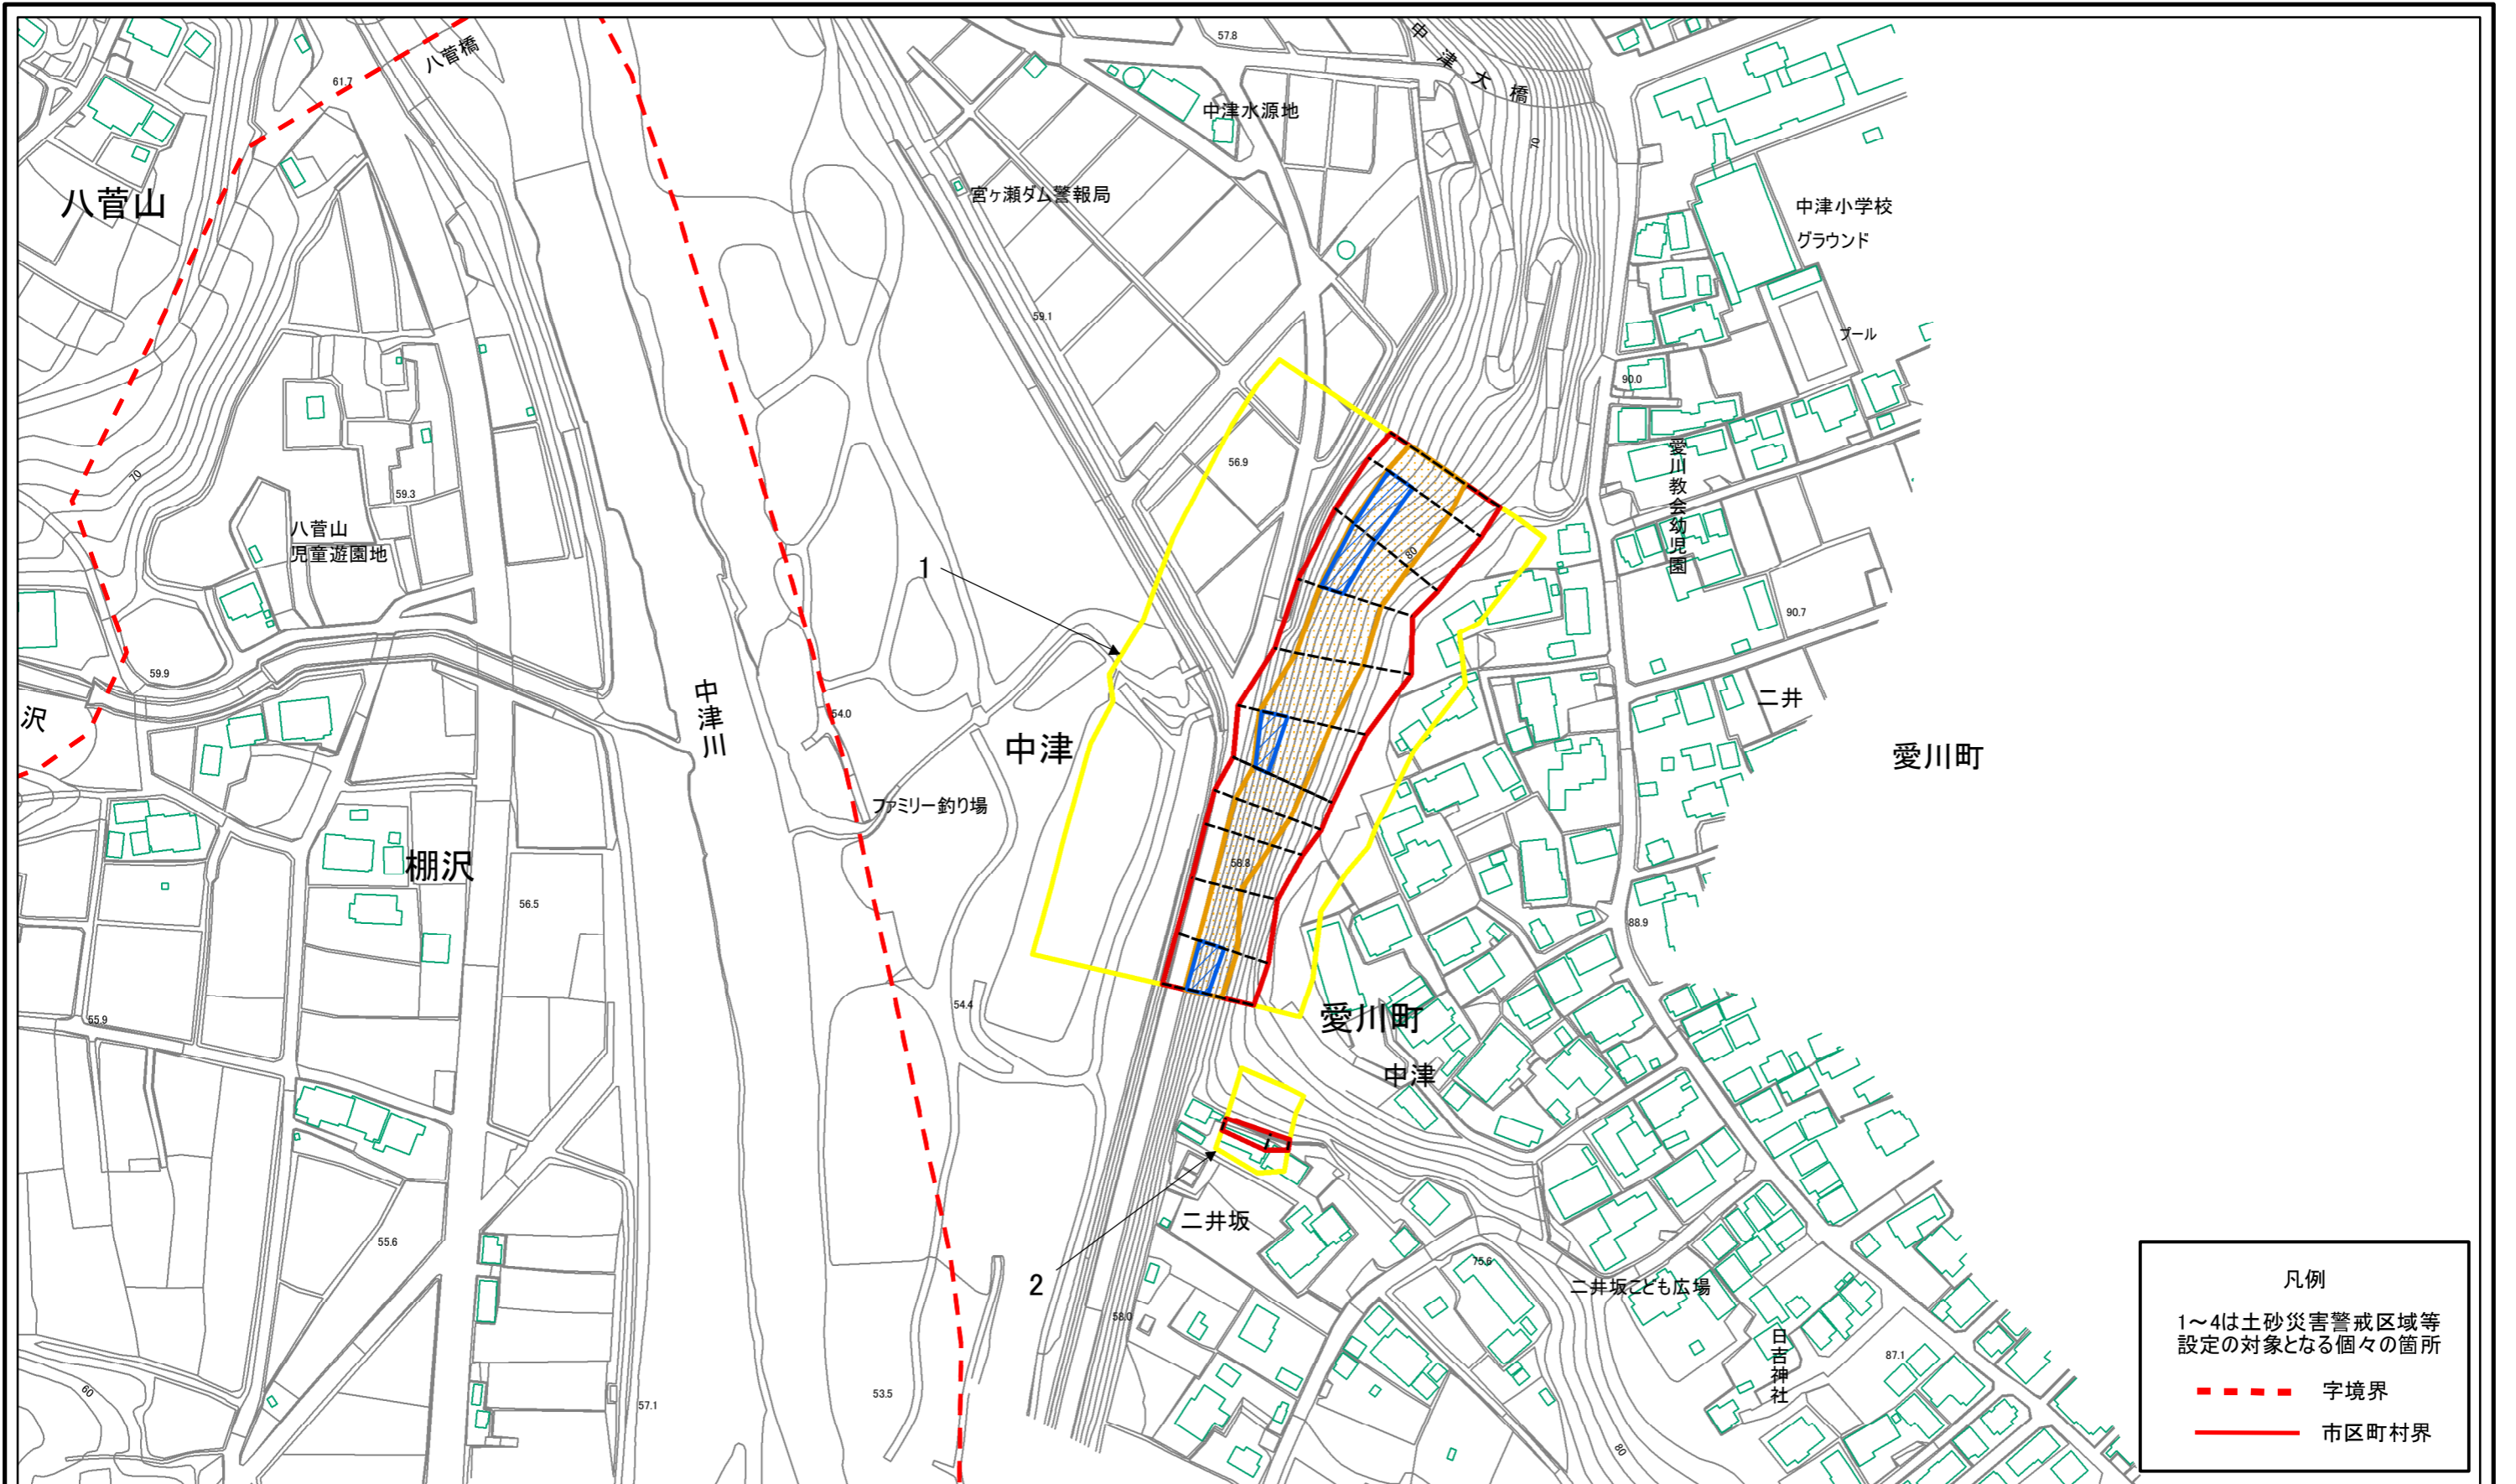 八菅橋
61.7
57.8
中津大橋
中津水源地
70
八菅山
宮ヶ瀬ダム警報局
中津小学校
グラウンド
59.1
プール
90.0
愛川教会幼児園
56.9
70
59.3
八菅山
児童遊園地
80
1
90.7
59.9
沢
中津川
54.0
二井
中津
愛川町
ファミリー釣り場
棚沢
58.8
56.5
88.9
54.4
55.9
愛川町
中津
二井坂
55.6
2
75.6
二井坂こども広場
58.0
日吉神社
87.1
60
53.5
57.1
80
凡例
1～4は土砂災害警戒区域等
設定の対象となる個々の箇所
字境界
市区町村界